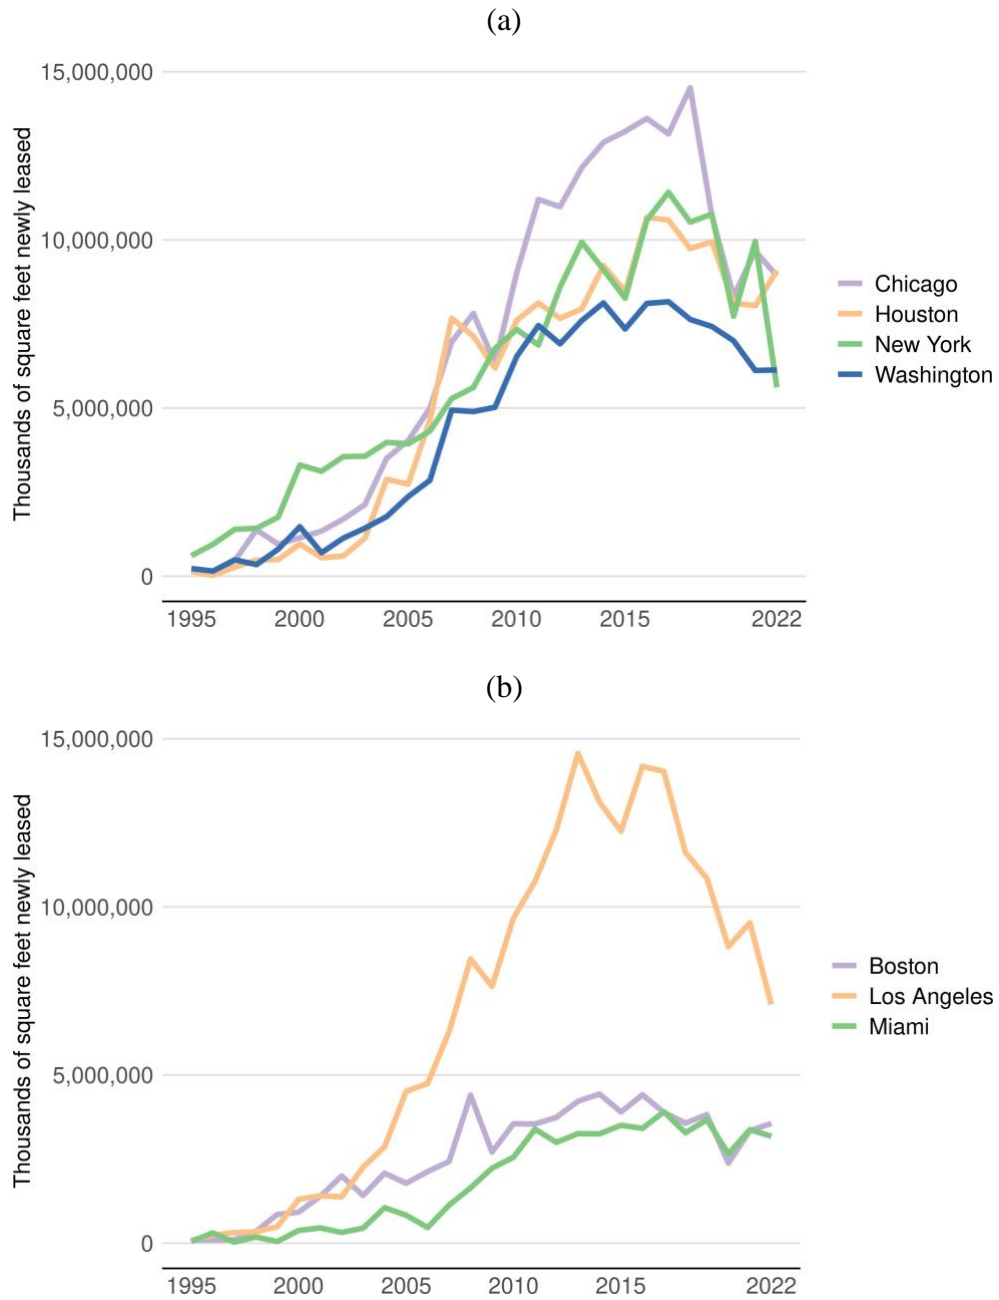 (a)
Thousands of square feet newly leased
15,000,000
10,000,000
5,000,000
0
1995 2000 2005 2010 2015 2022
Chicago
Houston
New York
Washington
(b)
Thousands of square feet newly leased
15,000,000
10,000,000
5,000,000
0
1995 2000 2005 2010 2015 2022
Boston
Los Angeles
Miami